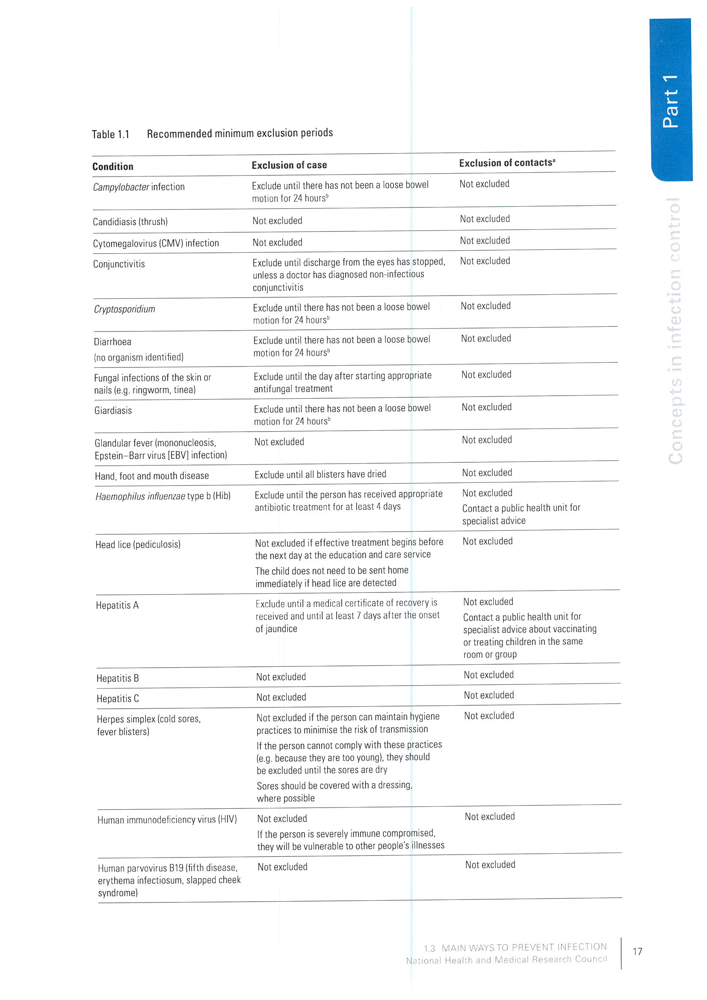 Part 1
Concepts in infection control
Table 1.1 Recommended minimum exclusion periods
Condition Exclusion of case Exclusion of contactsᵃ
Campylobacter infection Exclude until there has not been a loose bowel Not excluded
motion for 24 hoursᵇ
Candidiasis (thrush) Not excluded Not excluded
Cytomegalovirus (CMV) infection Not excluded Not excluded
Conjunctivitis Exclude until discharge from the eyes has stopped, Not excluded
unless a doctor has diagnosed non-infectious
conjunctivitis
Cryptosporidium Exclude until there has not been a loose bowel Not excluded
motion for 24 hoursᵇ
Diarrhoea Exclude until there has not been a loose bowel Not excluded
(no organism identified) motion for 24 hoursᵇ
Fungal infections of the skin or Exclude until the day after starting appropriate Not excluded
nails (e.g. ringworm, tinea) antifungal treatment
Giardiasis Exclude until there has not been a loose bowel Not excluded
motion for 24 hoursᵇ
Glandular fever (mononucleosis, Not excluded Not excluded
Epstein–Barr virus [EBV] infection)
Hand, foot and mouth disease Exclude until all blisters have dried Not excluded
Haemophilus influenzae type b (Hib) Exclude until the person has received appropriate Not excluded
antibiotic treatment for at least 4 days Contact a public health unit for
specialist advice
Head lice (pediculosis) Not excluded if effective treatment begins before Not excluded
the next day at the education and care service
The child does not need to be sent home
immediately if head lice are detected
Hepatitis A Exclude until a medical certificate of recovery is Not excluded
received and until at least 7 days after the onset Contact a public health unit for
of jaundice specialist advice about vaccinating
or treating children in the same
room or group
Hepatitis B Not excluded Not excluded
Hepatitis C Not excluded Not excluded
Herpes simplex (cold sores, Not excluded if the person can maintain hygiene Not excluded
fever blisters) practices to minimise the risk of transmission
If the person cannot comply with these practices
(e.g. because they are too young), they should
be excluded until the sores are dry
Sores should be covered with a dressing,
where possible
Human immunodeficiency virus (HIV) Not excluded Not excluded
If the person is severely immune compromised,
they will be vulnerable to other people's illnesses
Human parvovirus B19 (fifth disease, Not excluded Not excluded
erythema infectiosum, slapped cheek
syndrome)
1.3 MAIN WAYS TO PREVENT INFECTION
National Health and Medical Research Council
17